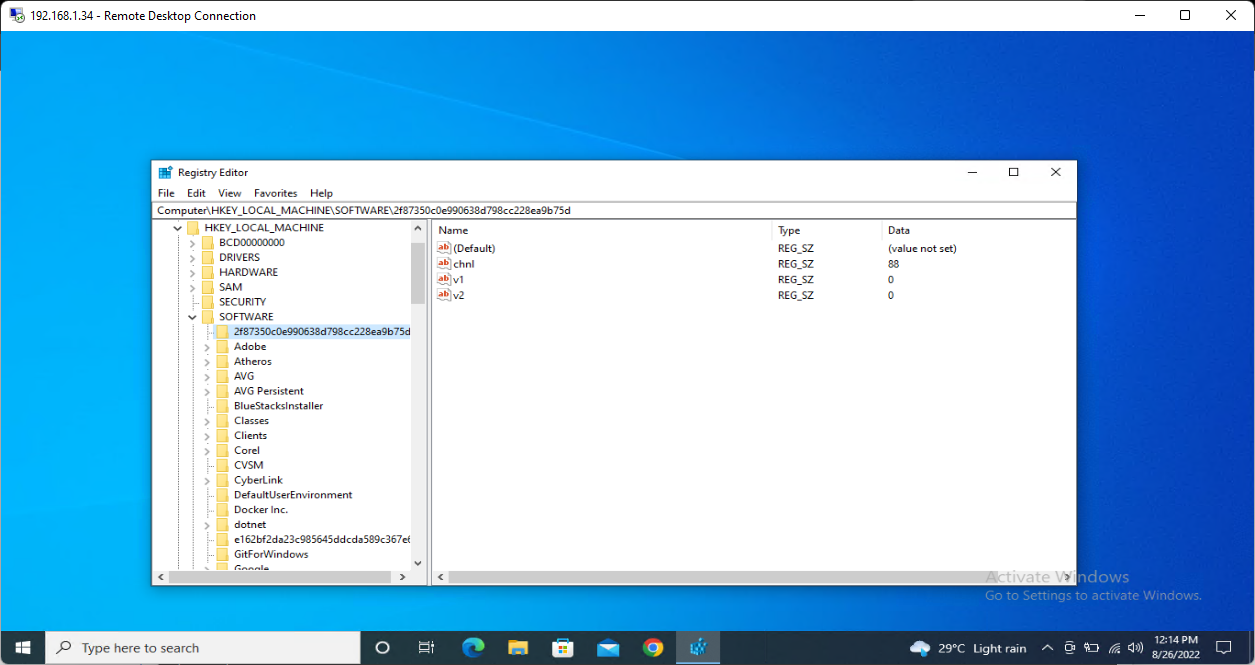 192.168.1.34 - Remote Desktop Connection
Registry Editor
File Edit View Favorites Help
Computer\HKEY_LOCAL_MACHINE\SOFTWARE\2f87350c0e990638d798cc228ea9b75d
HKEY_LOCAL_MACHINE
BCD00000000
DRIVERS
HARDWARE
SAM
SECURITY
SOFTWARE
2f87350c0e990638d798cc228ea9b75d
Adobe
Atheros
AVG
AVG Persistent
BlueStacksInstaller
Classes
Clients
Corel
CVSM
CyberLink
DefaultUserEnvironment
Docker Inc.
dotnet
e162bf2da23c985645ddcda589c367e6
GitForWindows
Google
Name Type Data
(Default) REG_SZ (value not set)
chnl REG_SZ 88
v1 REG_SZ 0
v2 REG_SZ 0
Activate Windows
Go to Settings to activate Windows.
Type here to search
29°C Light rain
12:14 PM
8/26/2022